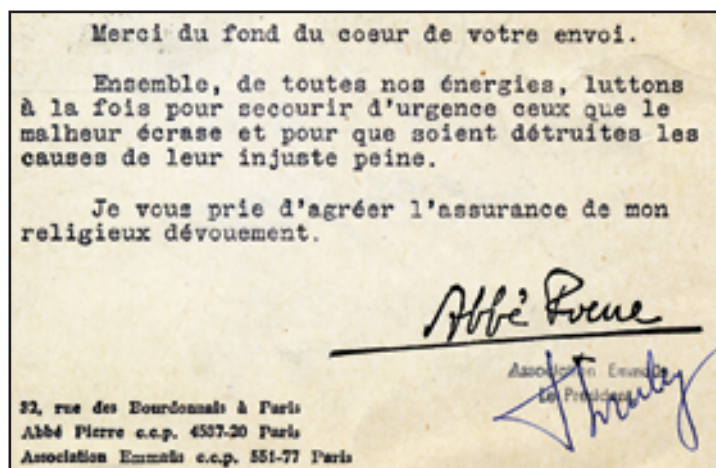 Merci du fond du coeur de votre envoi.
Ensemble, de toutes nos énergies, luttons
à la fois pour secourir d'urgence ceux que le
malheur écrase et pour que soient détruites les
causes de leur injuste peine.
Je vous prie d'agréer l'assurance de mon
religieux dévouement.
Abbé Pierre
Association Emmaüs
Le Président
32, rue des Bourdonnais à Paris
Abbé Pierre c.c.p. 4537-20 Paris
Association Emmaüs c.c.p. 551-77 Paris